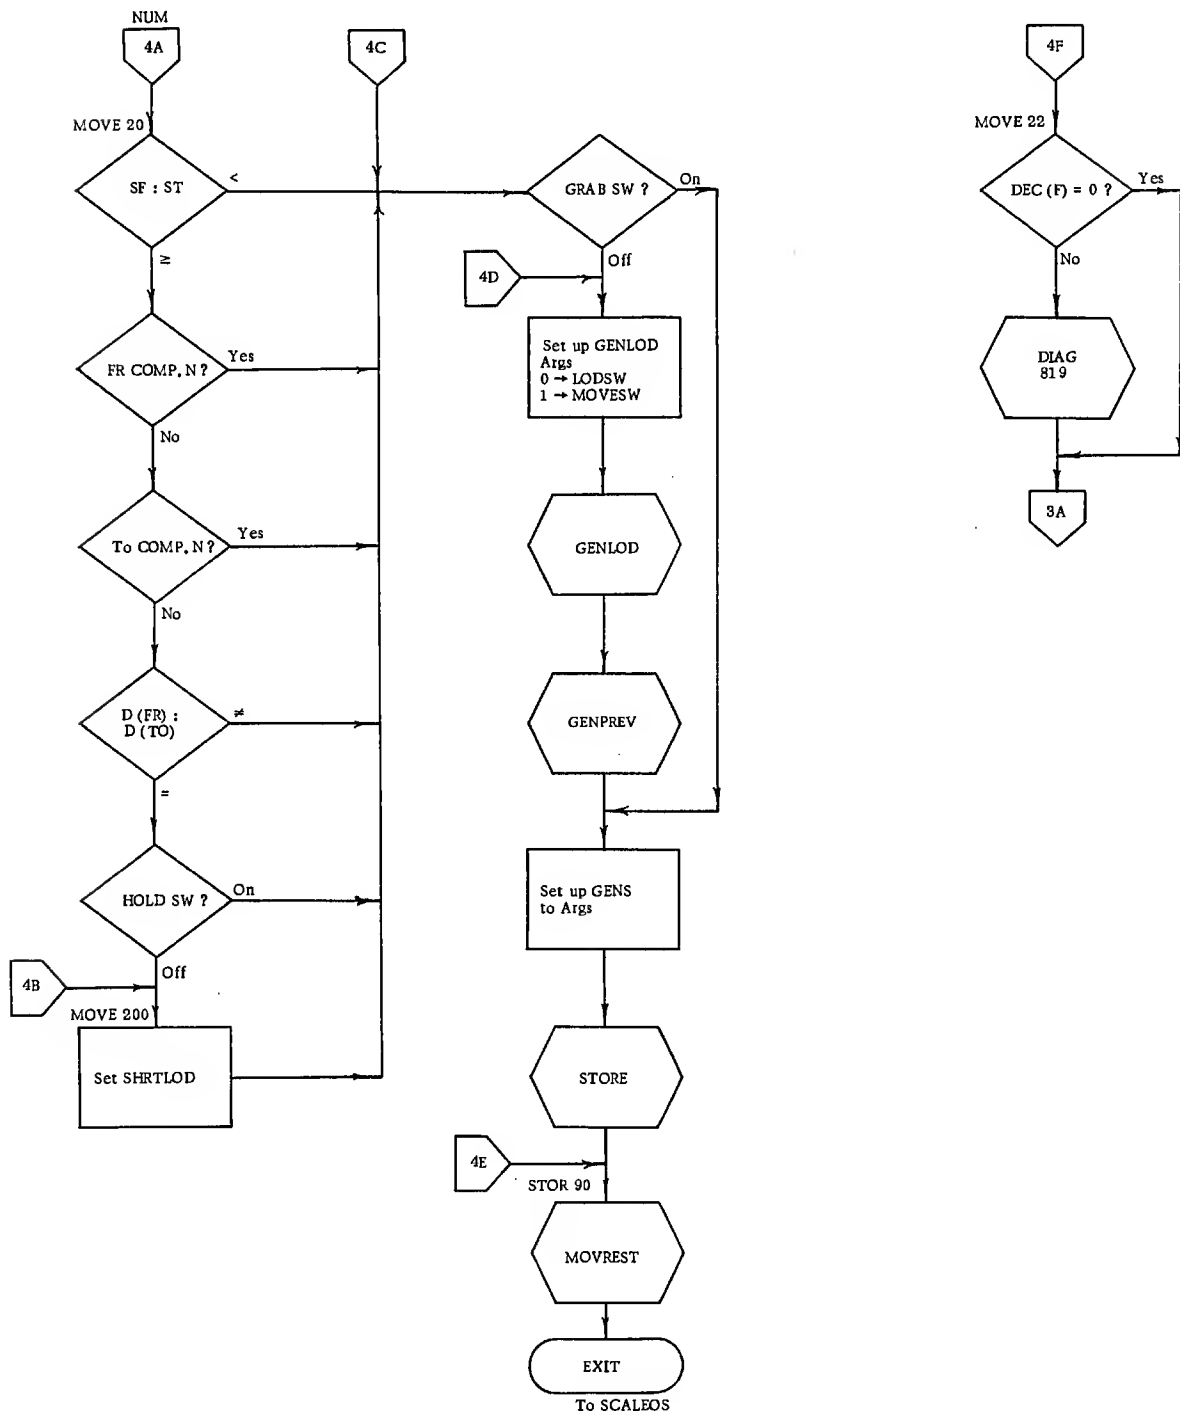 NUM
4A
MOVE 20
SF : ST
<
≥
FR COMP. N ?
Yes
No
To COMP. N ?
Yes
No
D (FR) :
D (TO)
≠
=
HOLD SW ?
On
Off
4B
MOVE 200
Set SHRTLOD
4C
GRAB SW ?
On
Off
4D
Set up GENLOD
Args
0 → LODSW
1 → MOVESW
GENLOD
GENPREV
Set up GENS
to Args
STORE
4E
STOR 90
MOVREST
EXIT
To SCALEOS
4F
MOVE 22
DEC (F) = 0 ?
Yes
No
DIAG
819
3A